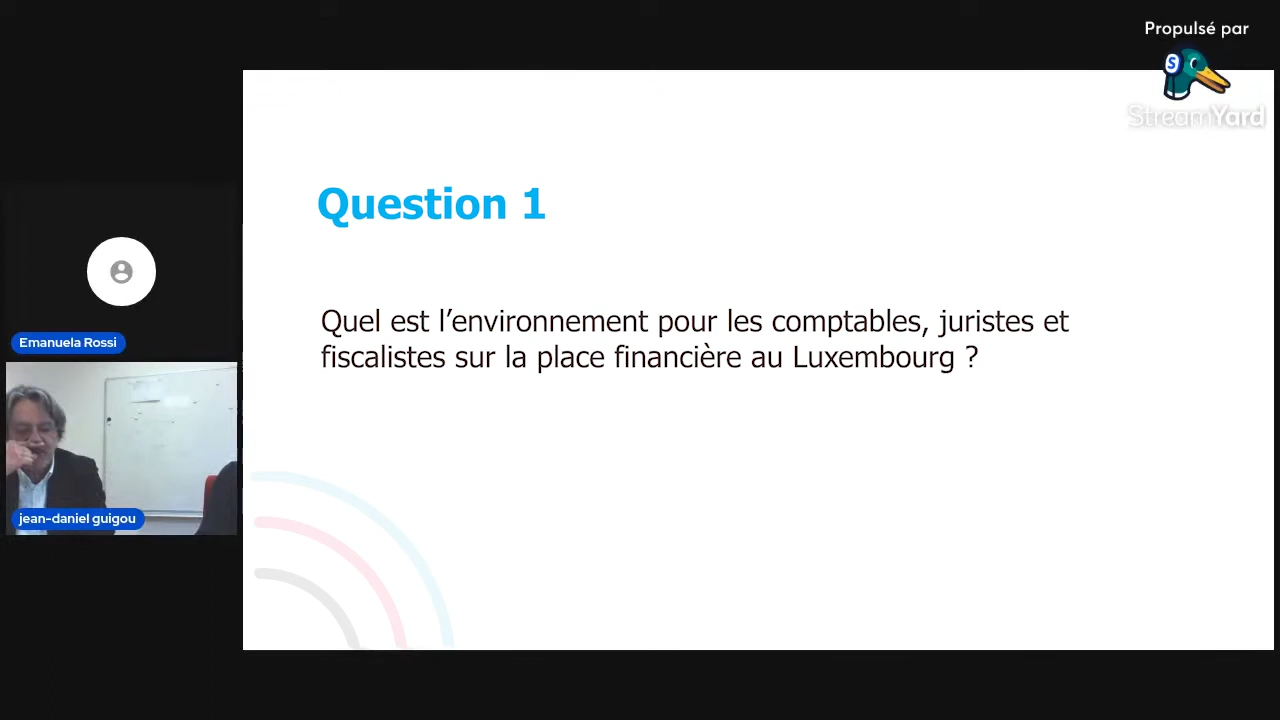 Propulsé par
S
StreamYard
Question 1
Quel est l’environnement pour les comptables, juristes et
fiscalistes sur la place financière au Luxembourg ?
Emanuela Rossi
jean-daniel guigou